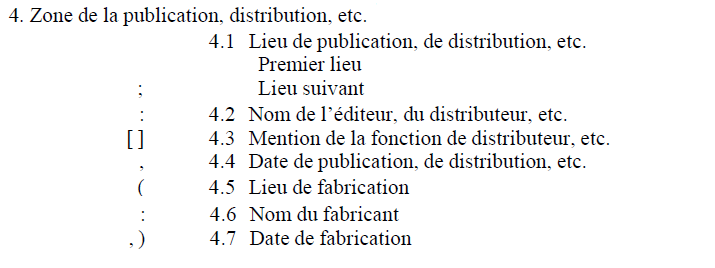 4. Zone de la publication, distribution, etc.
4.1 Lieu de publication, de distribution, etc.
Premier lieu
; Lieu suivant
: 4.2 Nom de l’éditeur, du distributeur, etc.
[ ] 4.3 Mention de la fonction de distributeur, etc.
, 4.4 Date de publication, de distribution, etc.
( 4.5 Lieu de fabrication
: 4.6 Nom du fabricant
, ) 4.7 Date de fabrication